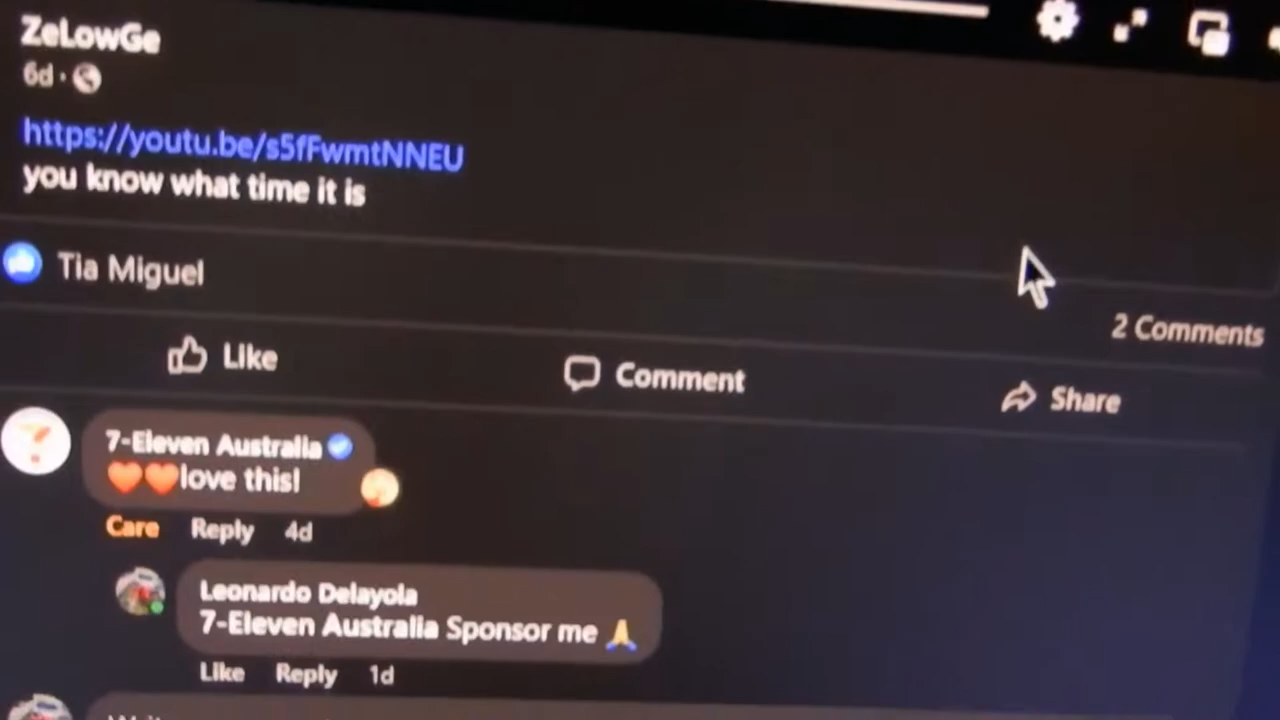 ZeLowGe
6d ·
https://youtu.be/s5fFwmtNNEU
you know what time it is
Tia Miguel
2 Comments
Like
Comment
Share
7-Eleven Australia
❤️❤️love this!
Care Reply 4d
Leonardo Delayola
7-Eleven Australia Sponsor me 🙏
Like Reply 1d